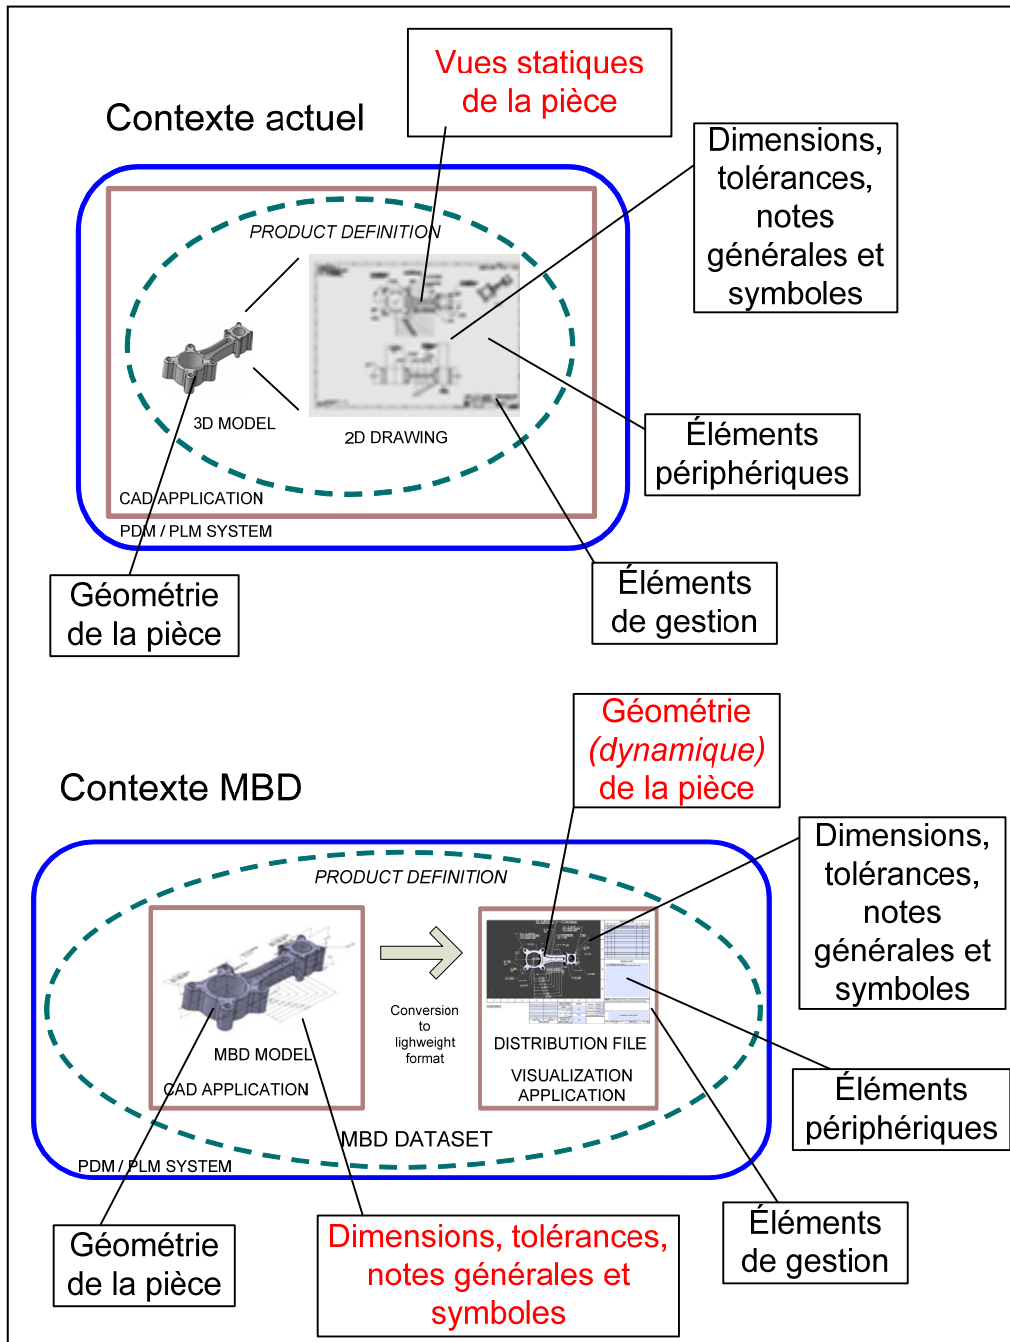 Vues statiques
de la pièce
Contexte actuel
Dimensions,
tolérances,
notes
générales et
symboles
PRODUCT DEFINITION
3D MODEL
2D DRAWING
Éléments
périphériques
CAD APPLICATION
PDM / PLM SYSTEM
Géométrie
de la pièce
Éléments
de gestion
Géométrie
(dynamique)
de la pièce
Contexte MBD
Dimensions,
tolérances,
notes
générales et
symboles
PRODUCT DEFINITION
Conversion
to
lighweight
format
MBD MODEL
CAD APPLICATION
DISTRIBUTION FILE
VISUALIZATION
APPLICATION
Éléments
périphériques
MBD DATASET
PDM / PLM SYSTEM
Géométrie
de la pièce
Dimensions, tolérances,
notes générales et
symboles
Éléments
de gestion